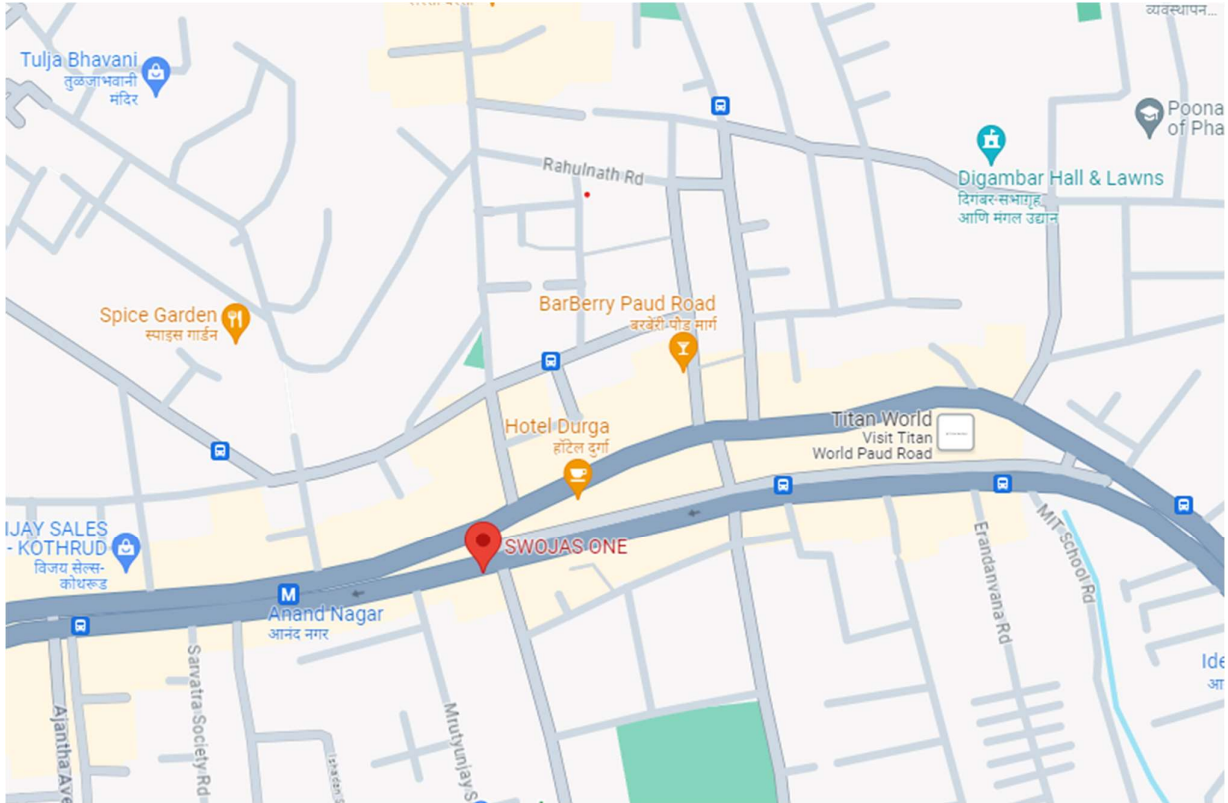 व्यवस्थापन...
Tulja Bhavani
तुळजाभवानी
मंदिर
Poona
of Pha
Rahulnath Rd
Digambar Hall & Lawns
दिगंबर सभागृह
आणि मंगल उद्यान
Spice Garden
स्पाइस गार्डन
BarBerry Paud Road
बरबेरी पौड मार्ग
Hotel Durga
हॉटेल दुर्गा
Titan World
Visit Titan
World Paud Road
IJAY SALES
- KOTHRUD
विजय सेल्स-
कोथरूड
SWOJAS ONE
MIT School Rd
Erandanvana Rd
M
Anand Nagar
आनंद नगर
Sarvatra Society Rd
Ajantha Ave
Mrutyunjay S
Ide
आ